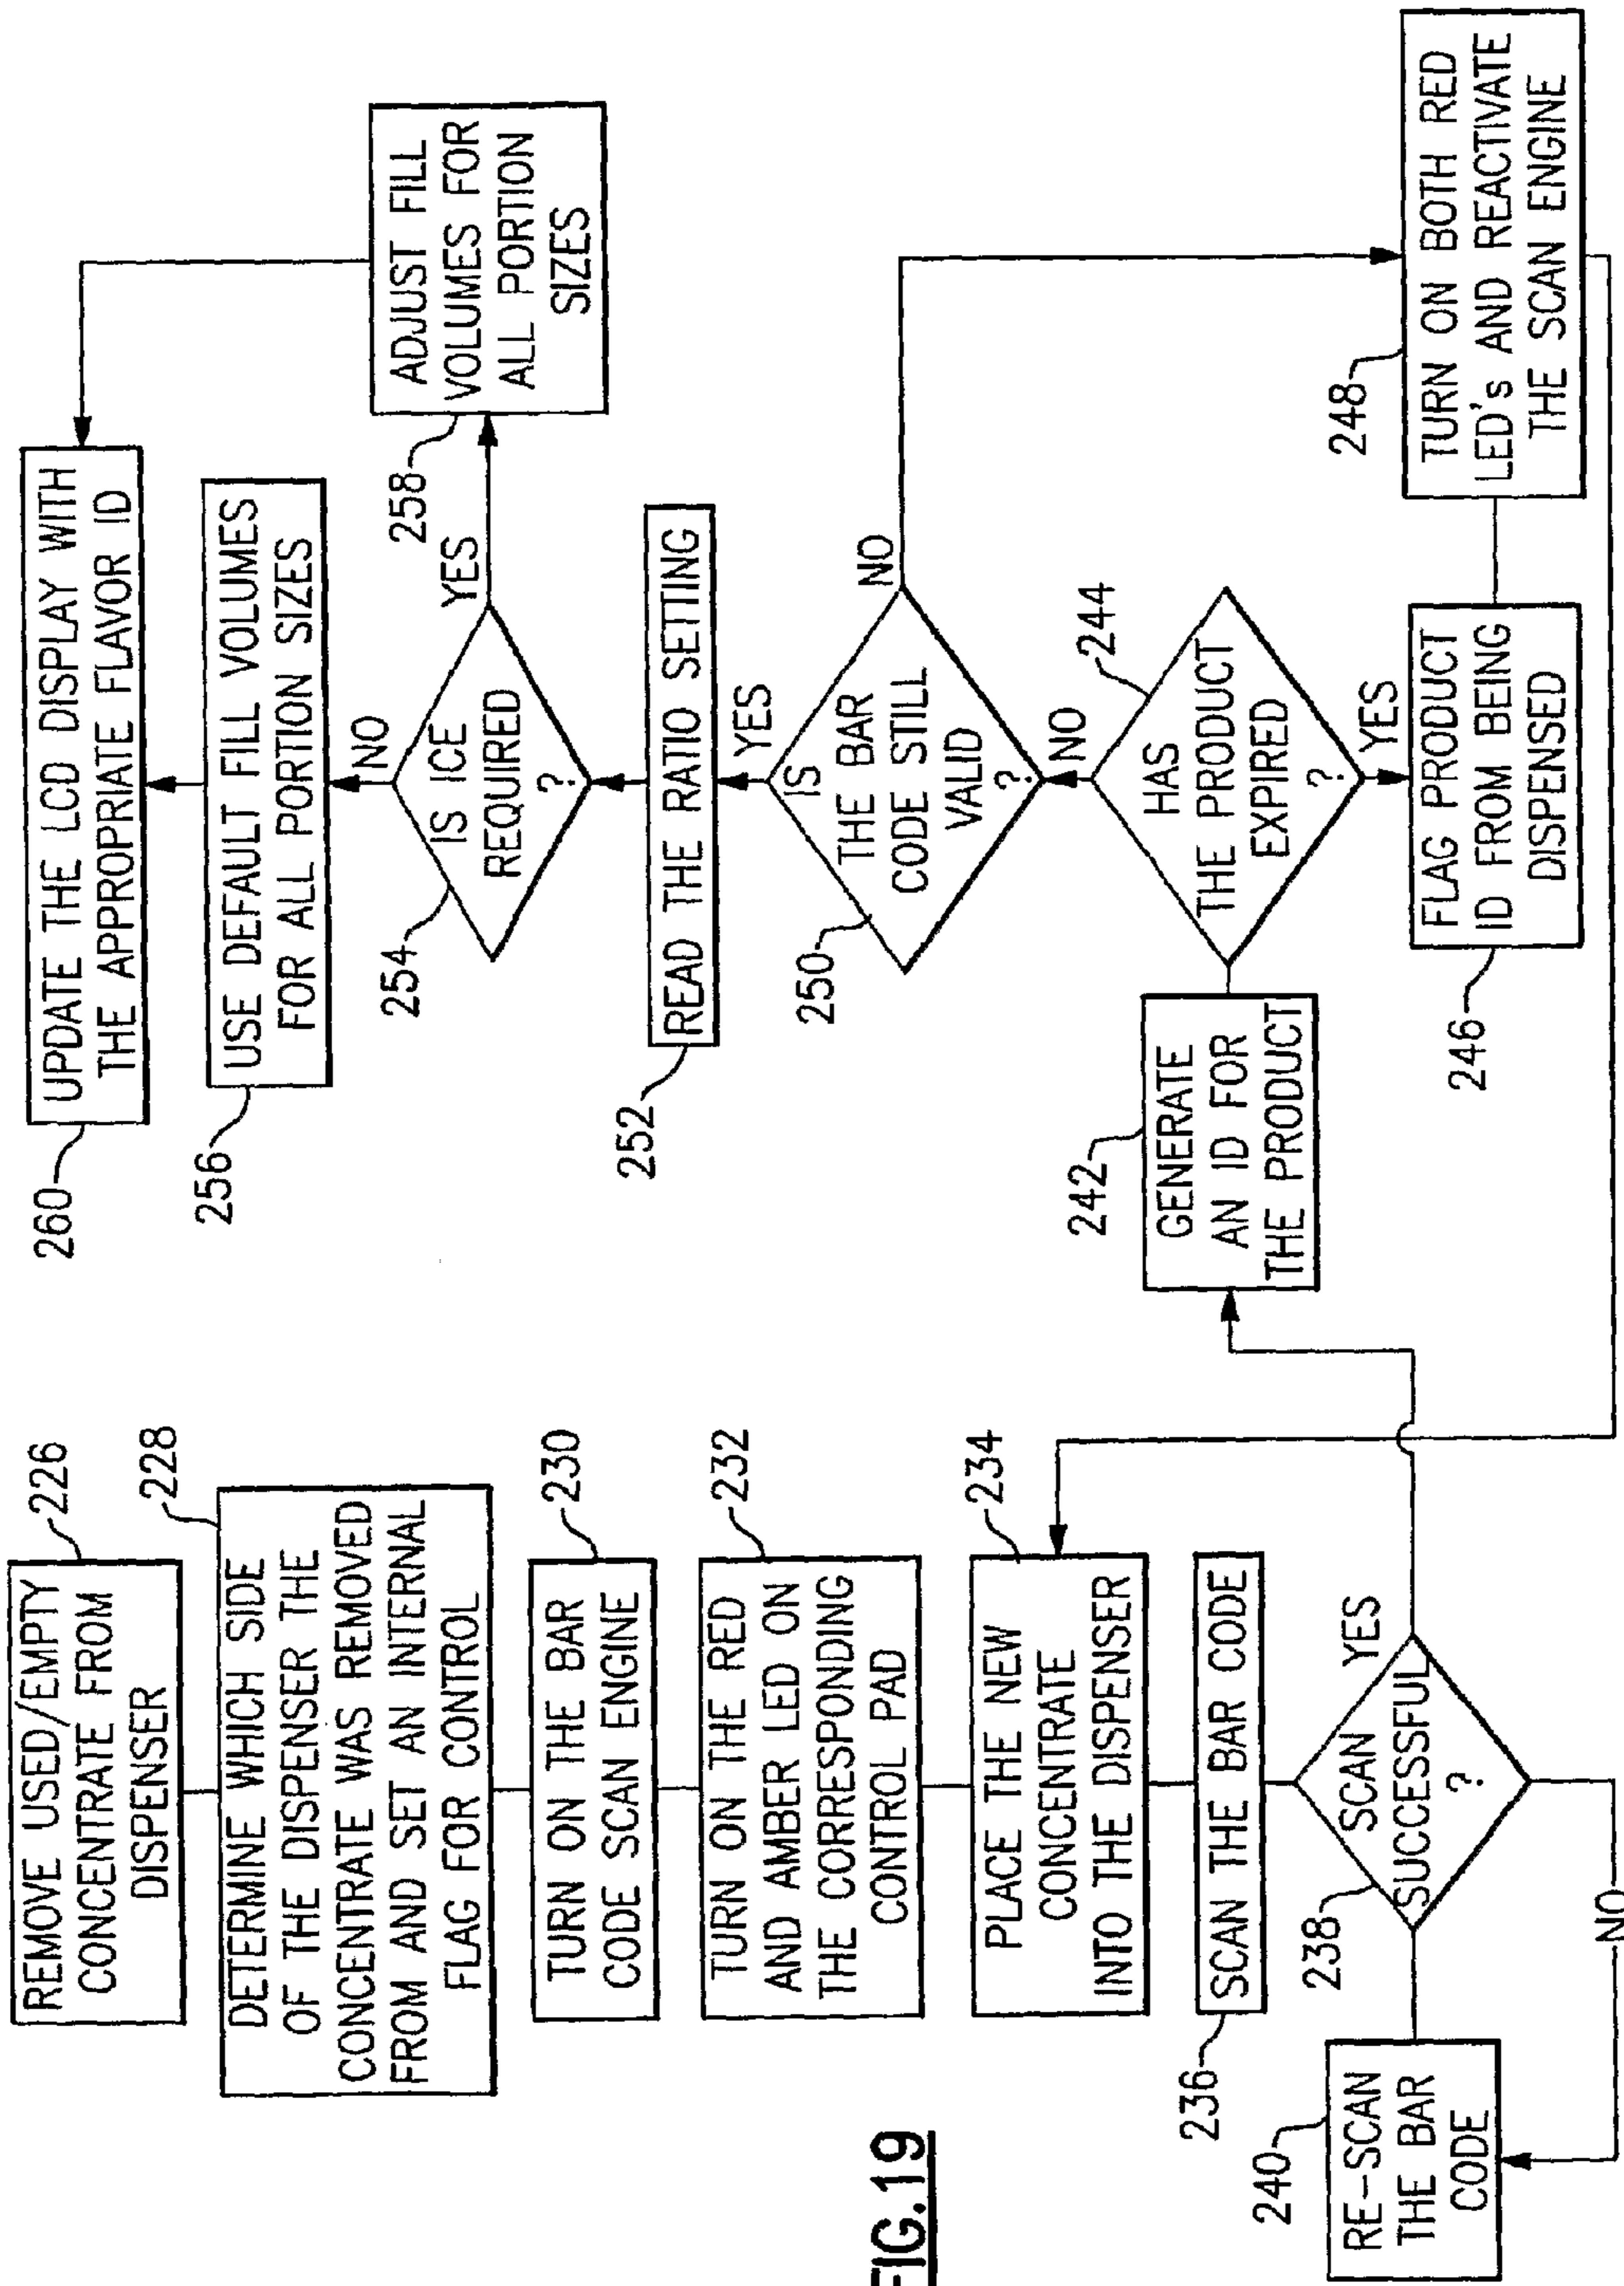 226
REMOVE USED/EMPTY
CONCENTRATE FROM
DISPENSER
228
DETERMINE WHICH SIDE
OF THE DISPENSER THE
CONCENTRATE WAS REMOVED
FROM AND SET AN INTERNAL
FLAG FOR CONTROL
230
TURN ON THE BAR
CODE SCAN ENGINE
232
TURN ON THE RED
AND AMBER LED ON
THE CORRESPONDING
CONTROL PAD
234
PLACE THE NEW
CONCENTRATE
INTO THE DISPENSER
236
SCAN THE BAR CODE
238
SCAN
SUCCESSFUL
?
YES
NO
240
RE-SCAN
THE BAR
CODE
242
GENERATE
AN ID FOR
THE PRODUCT
244
HAS
THE PRODUCT
EXPIRED
?
NO
YES
246
FLAG PRODUCT
ID FROM BEING
DISPENSED
248
TURN ON BOTH RED
LED's AND REACTIVATE
THE SCAN ENGINE
250
IS
THE BAR
CODE STILL
VALID
?
NO
YES
252
READ THE RATIO SETTING
254
IS ICE
REQUIRED
?
NO
YES
256
USE DEFAULT FILL VOLUMES
FOR ALL PORTION SIZES
258
ADJUST FILL
VOLUMES FOR
ALL PORTION
SIZES
260
UPDATE THE LCD DISPLAY WITH
THE APPROPRIATE FLAVOR ID
FIG.19